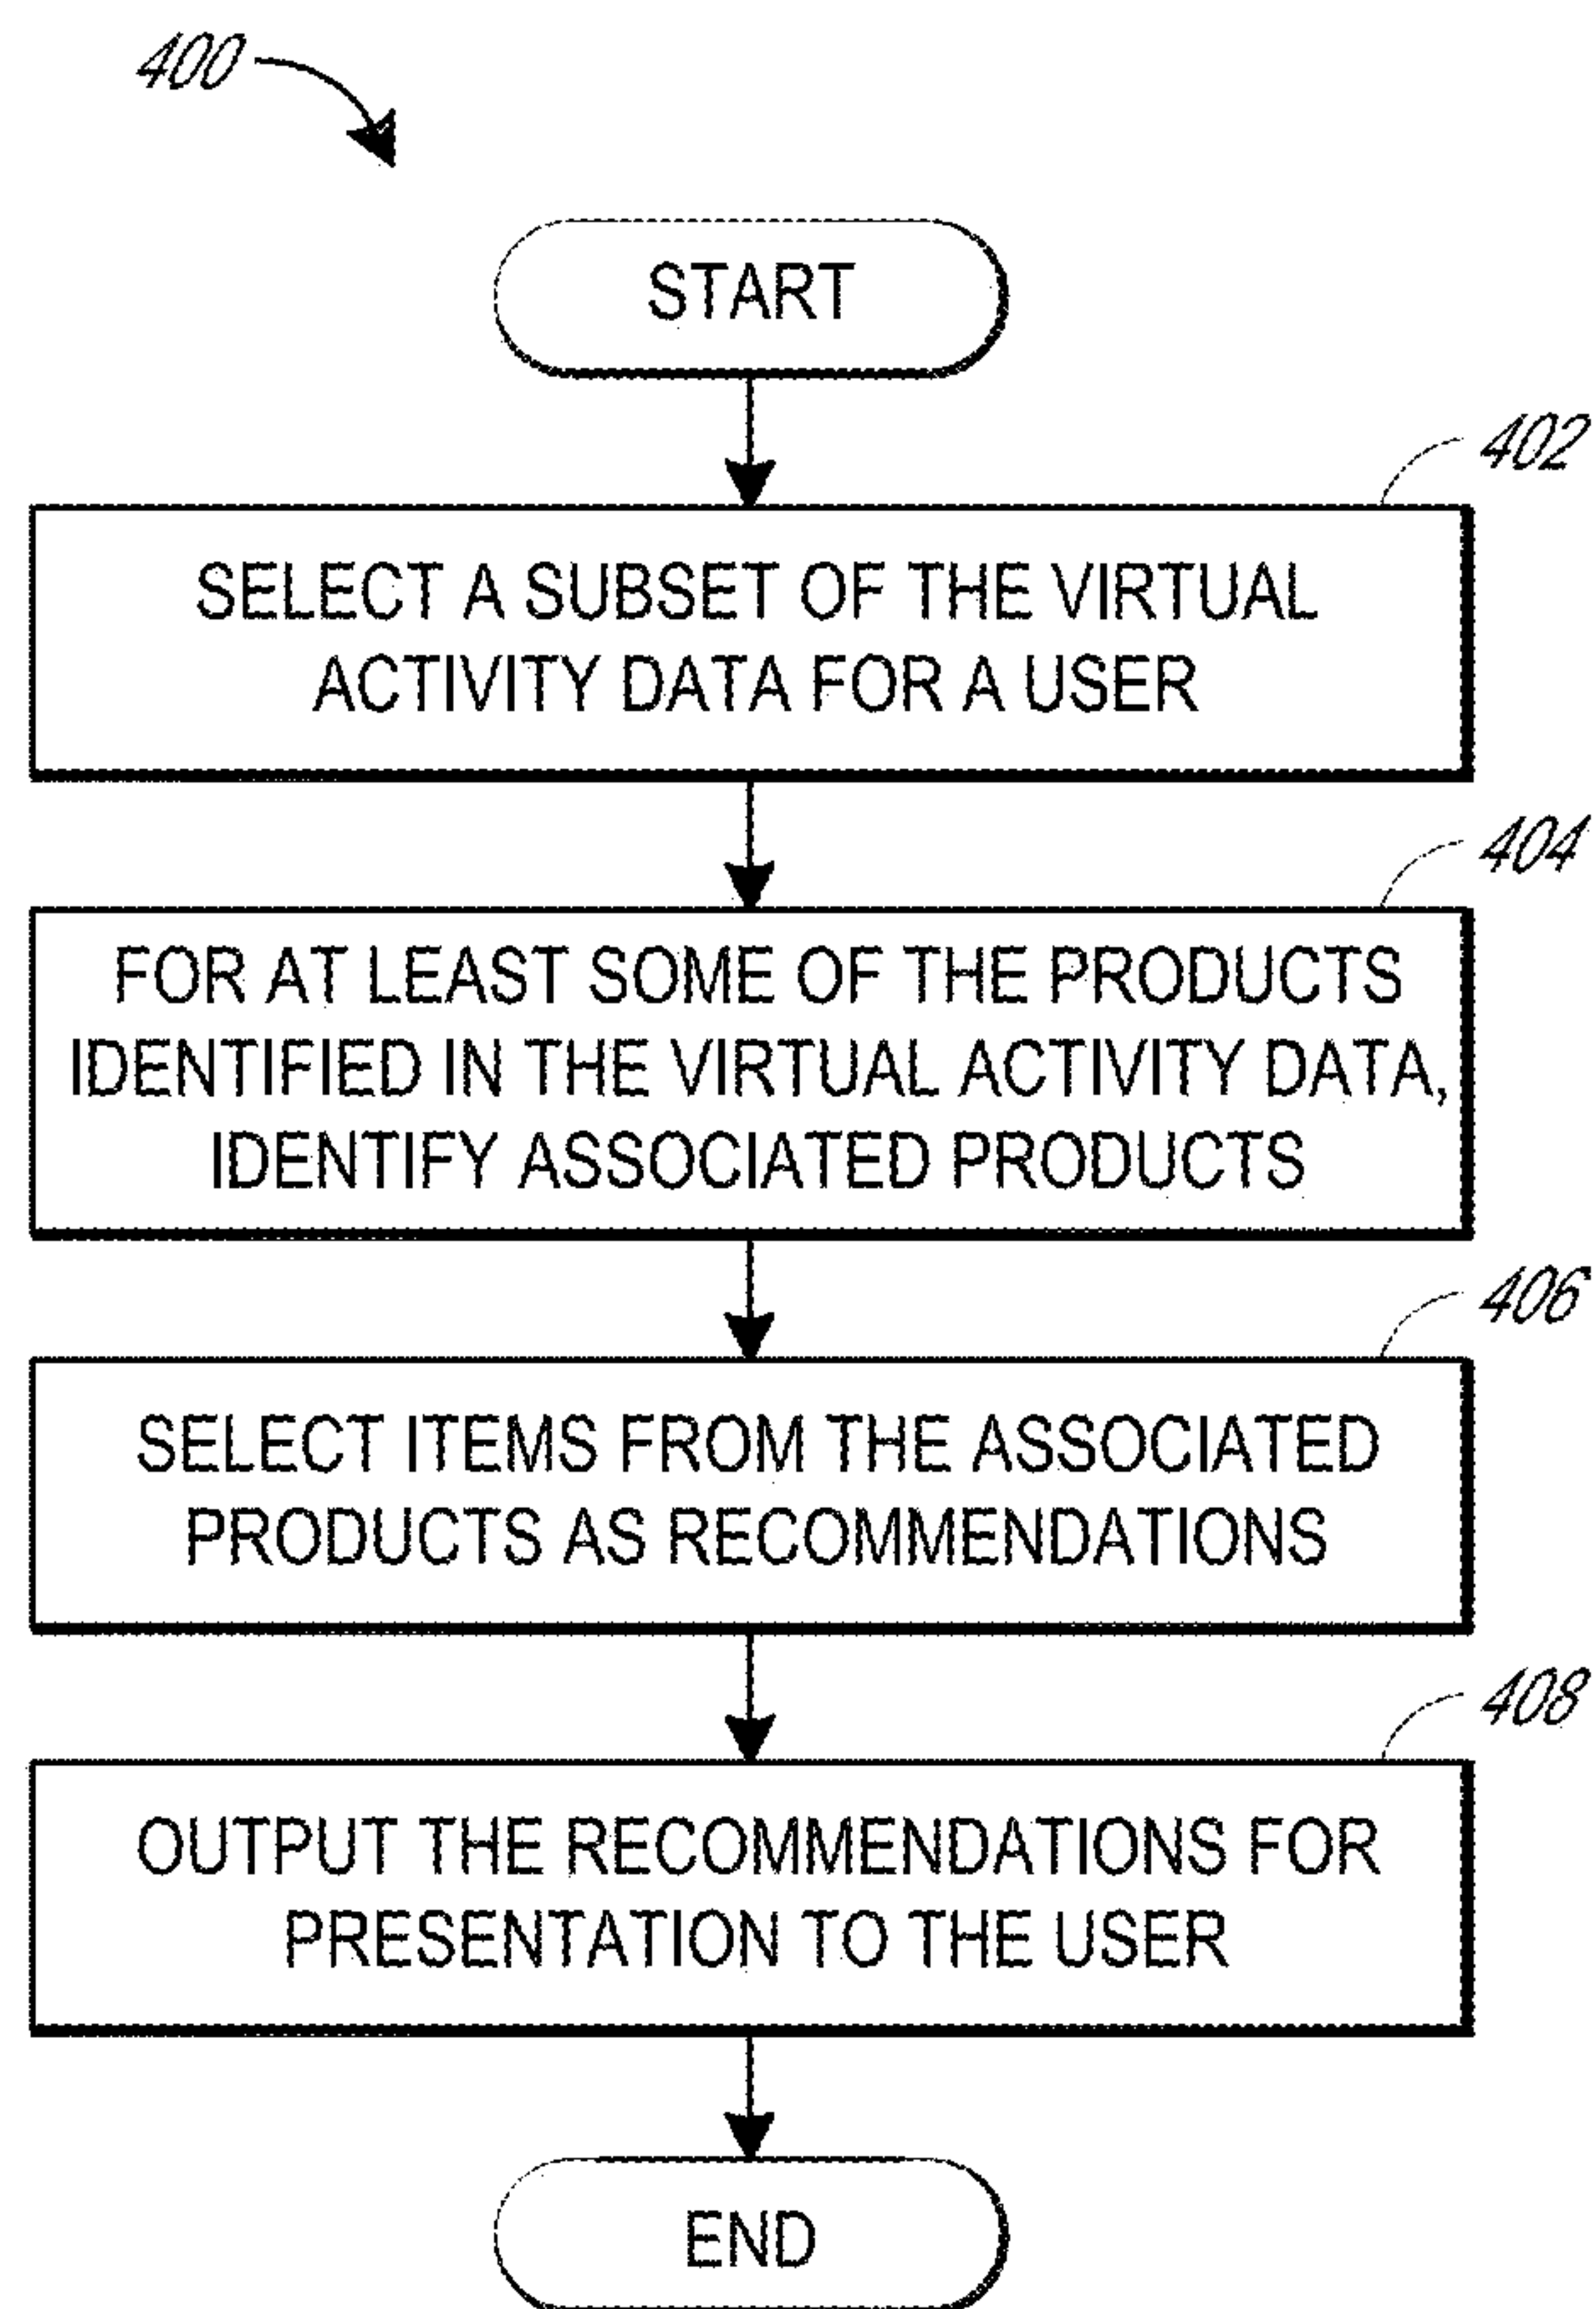 400
START
402
SELECT A SUBSET OF THE VIRTUAL
ACTIVITY DATA FOR A USER
404
FOR AT LEAST SOME OF THE PRODUCTS
IDENTIFIED IN THE VIRTUAL ACTIVITY DATA,
IDENTIFY ASSOCIATED PRODUCTS
406
SELECT ITEMS FROM THE ASSOCIATED
PRODUCTS AS RECOMMENDATIONS
408
OUTPUT THE RECOMMENDATIONS FOR
PRESENTATION TO THE USER
END